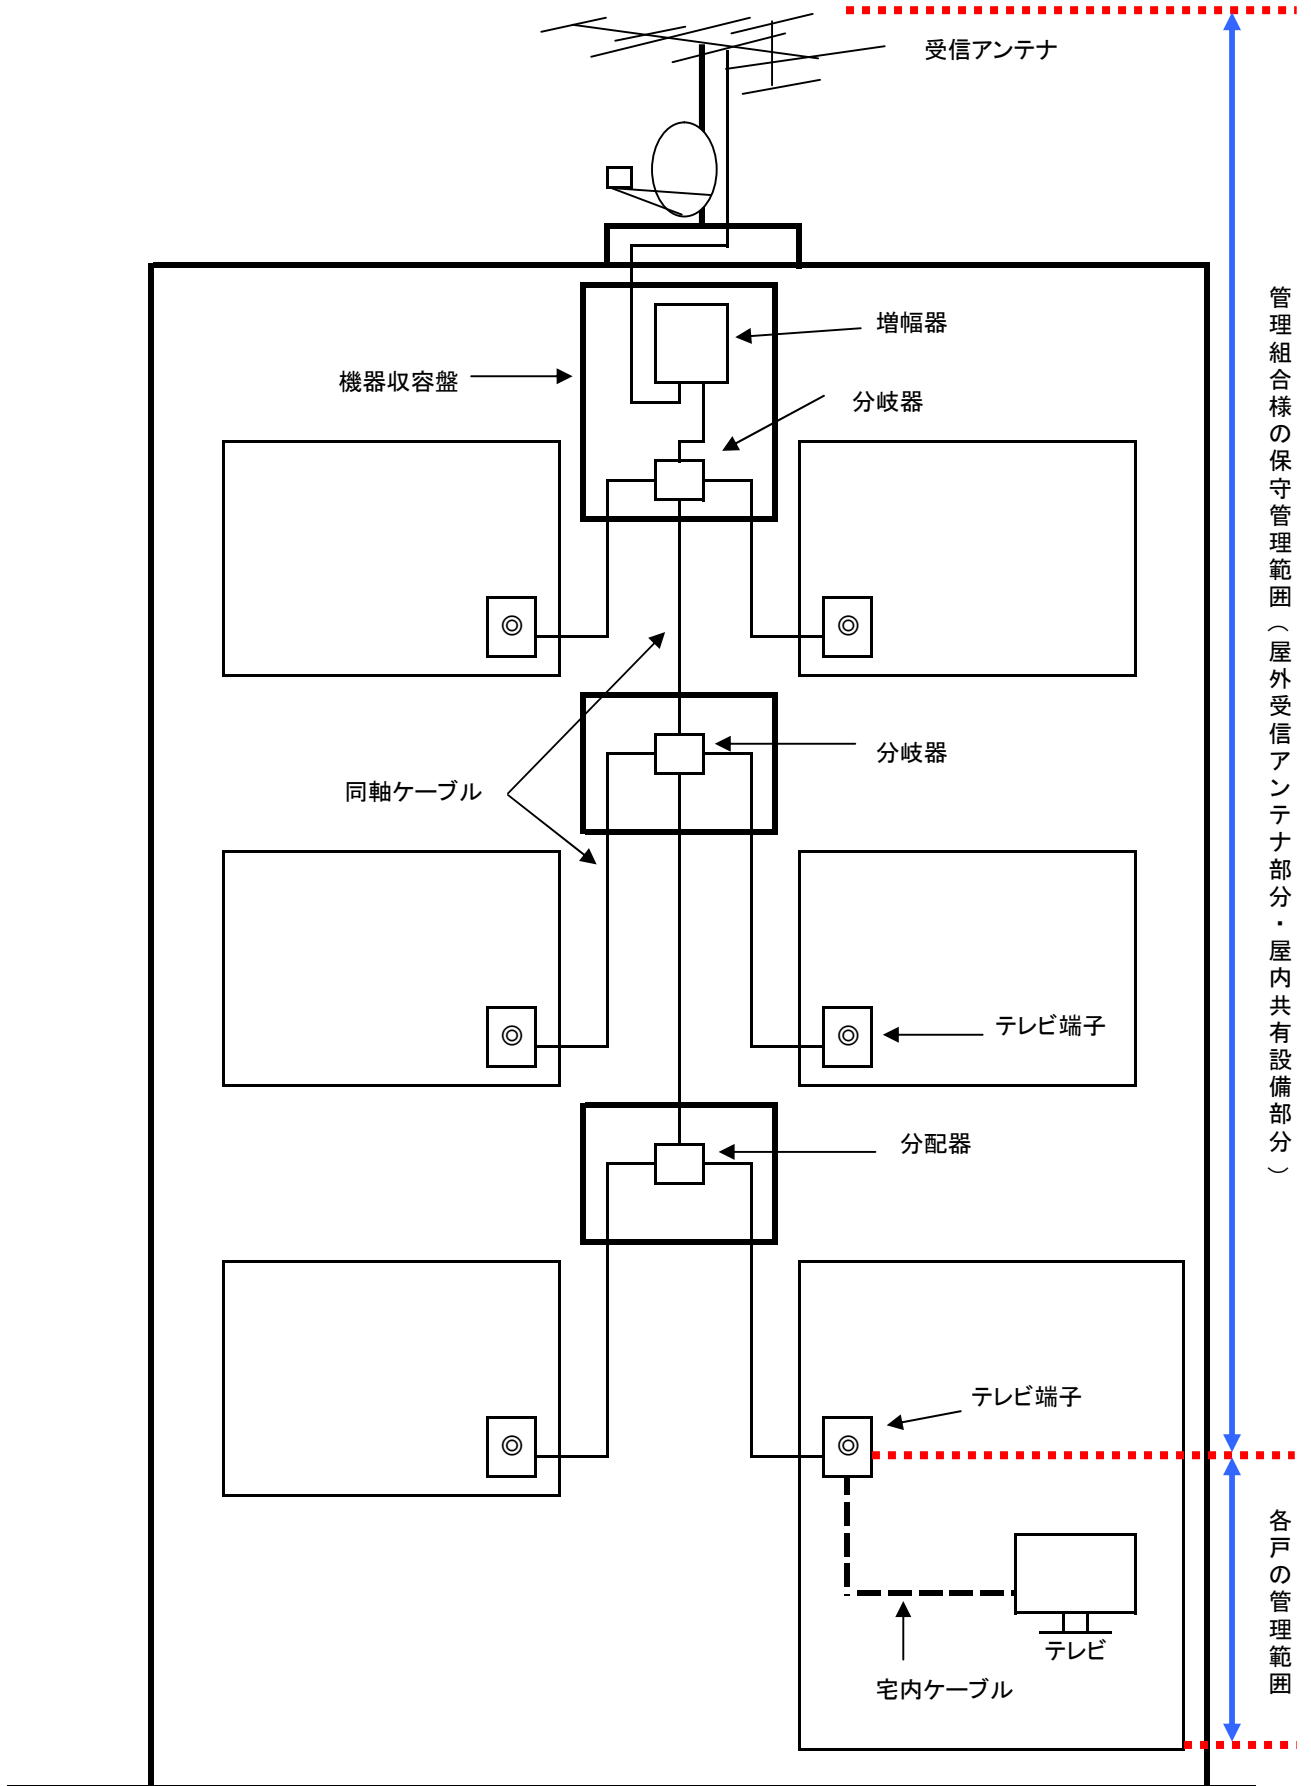 受信アンテナ
増幅器
機器収容盤
分岐器
分岐器
同軸ケーブル
テレビ端子
分配器
テレビ端子
テレビ
宅内ケーブル
管理組合様の保守管理範囲（屋外受信アンテナ部分・屋内共有設備部分）
各戸の管理範囲